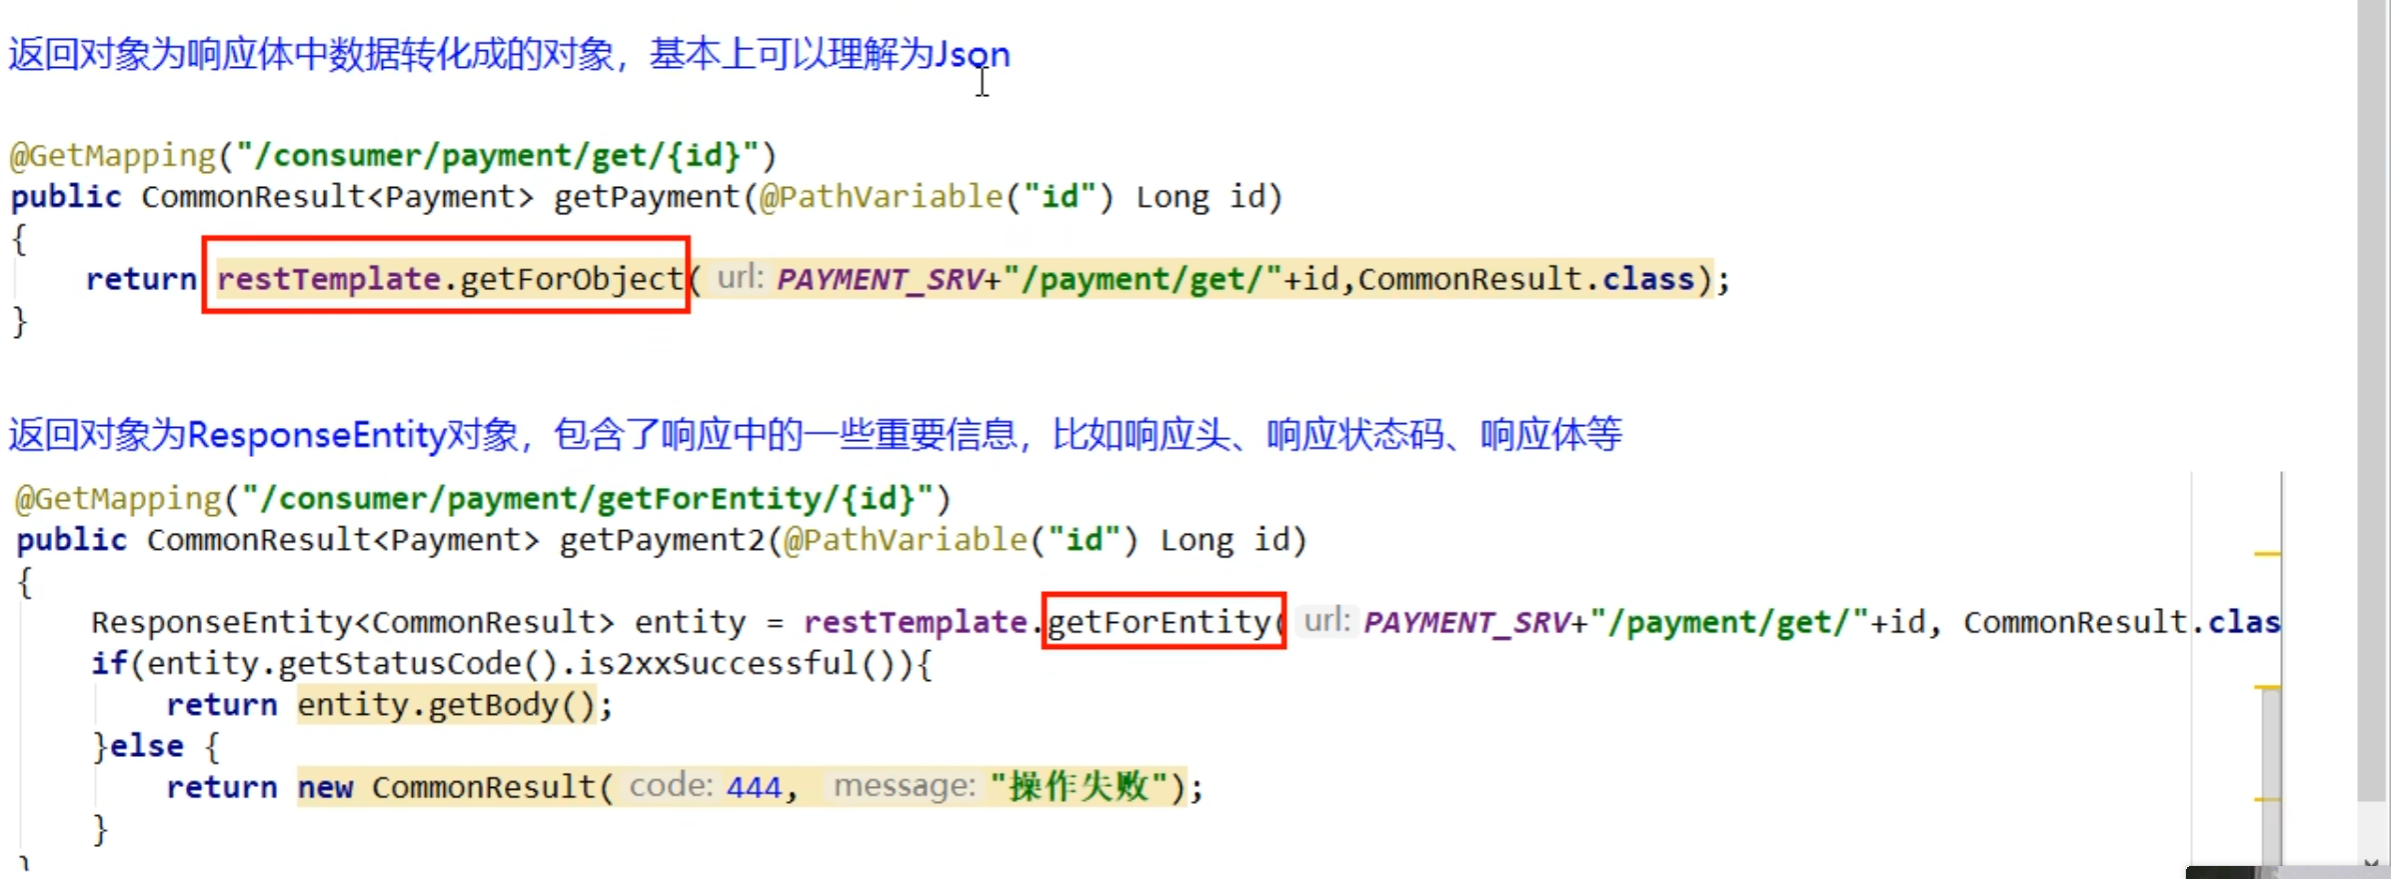 返回对象为响应体中数据转化成的对象，基本上可以理解为Json
@GetMapping("/consumer/payment/get/{id}")
public CommonResult<Payment> getPayment(@PathVariable("id") Long id)
{
return restTemplate.getForObject( url: PAYMENT_SRV+"/payment/get/"+id,CommonResult.class);
}
返回对象为ResponseEntity对象，包含了响应中的一些重要信息，比如响应头、响应状态码、响应体等
@GetMapping("/consumer/payment/getForEntity/{id}")
public CommonResult<Payment> getPayment2(@PathVariable("id") Long id)
{
ResponseEntity<CommonResult> entity = restTemplate.getForEntity( url: PAYMENT_SRV+"/payment/get/"+id, CommonResult.clas
if(entity.getStatusCode().is2xxSuccessful()){
return entity.getBody();
}else {
return new CommonResult( code: 444, message: "操作失败");
}
}